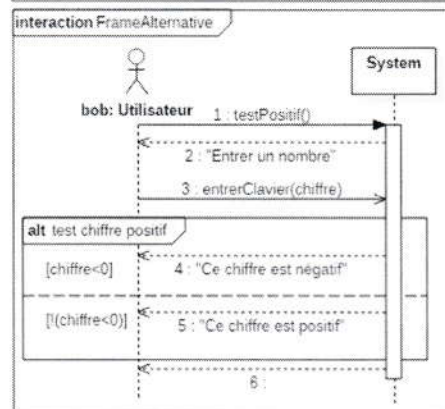 interaction FrameAlternative
System
bob: Utilisateur
1 : testPositif()
2 : "Entrer un nombre"
3 : entrerClavier(chiffre)
alt test chiffre positif
[chiffre<0]
4 : "Ce chiffre est négatif"
[!(chiffre<0)]
5 : "Ce chiffre est positif"
6 :